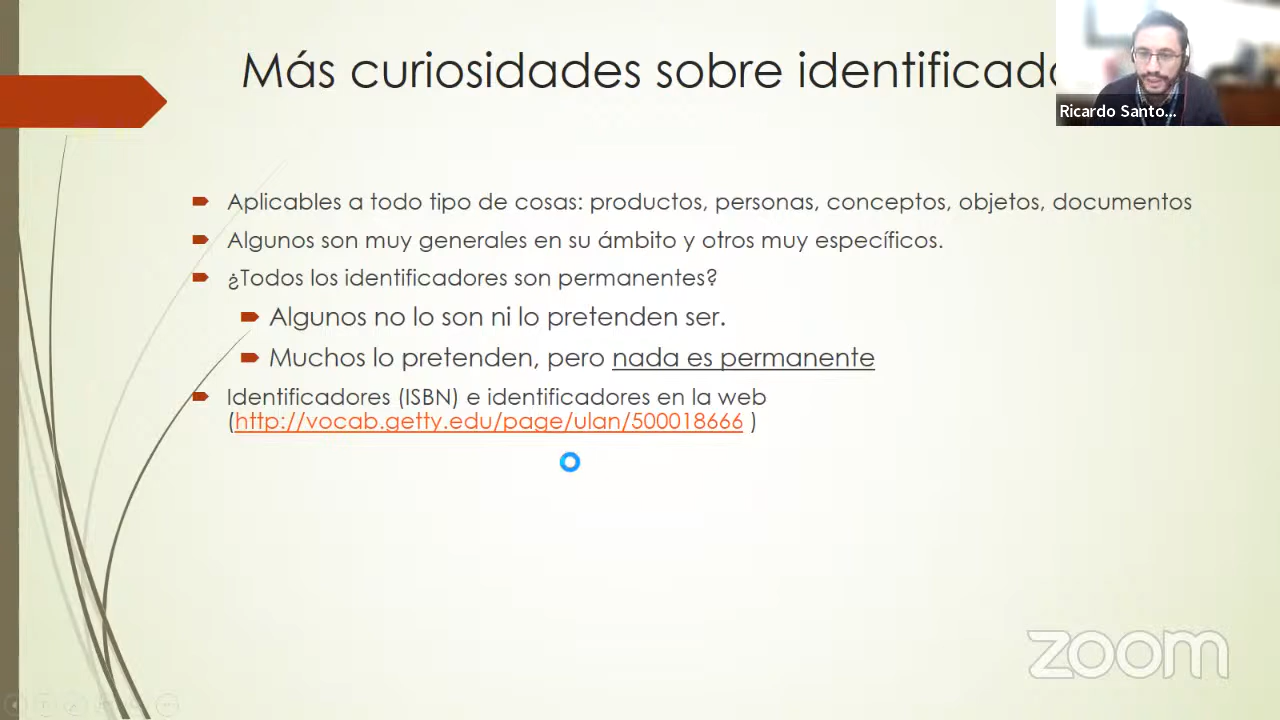 Más curiosidades sobre identificado
Ricardo Santo...
Aplicables a todo tipo de cosas: productos, personas, conceptos, objetos, documentos
Algunos son muy generales en su ámbito y otros muy específicos.
¿Todos los identificadores son permanentes?
Algunos no lo son ni lo pretenden ser.
Muchos lo pretenden, pero nada es permanente
Identificadores (ISBN) e identificadores en la web
(http://vocab.getty.edu/page/ulan/500018666 )
zoom